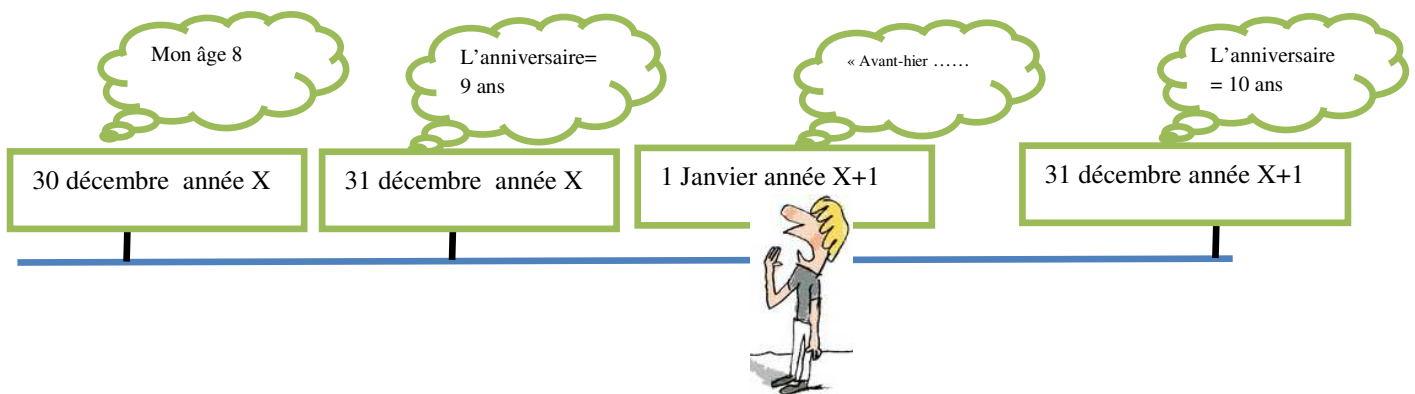 Mon âge 8
L’anniversaire=
9 ans
« Avant-hier ……
L’anniversaire
= 10 ans
30 décembre  année X
31 décembre  année X
1 Janvier année X+1
31 décembre année X+1